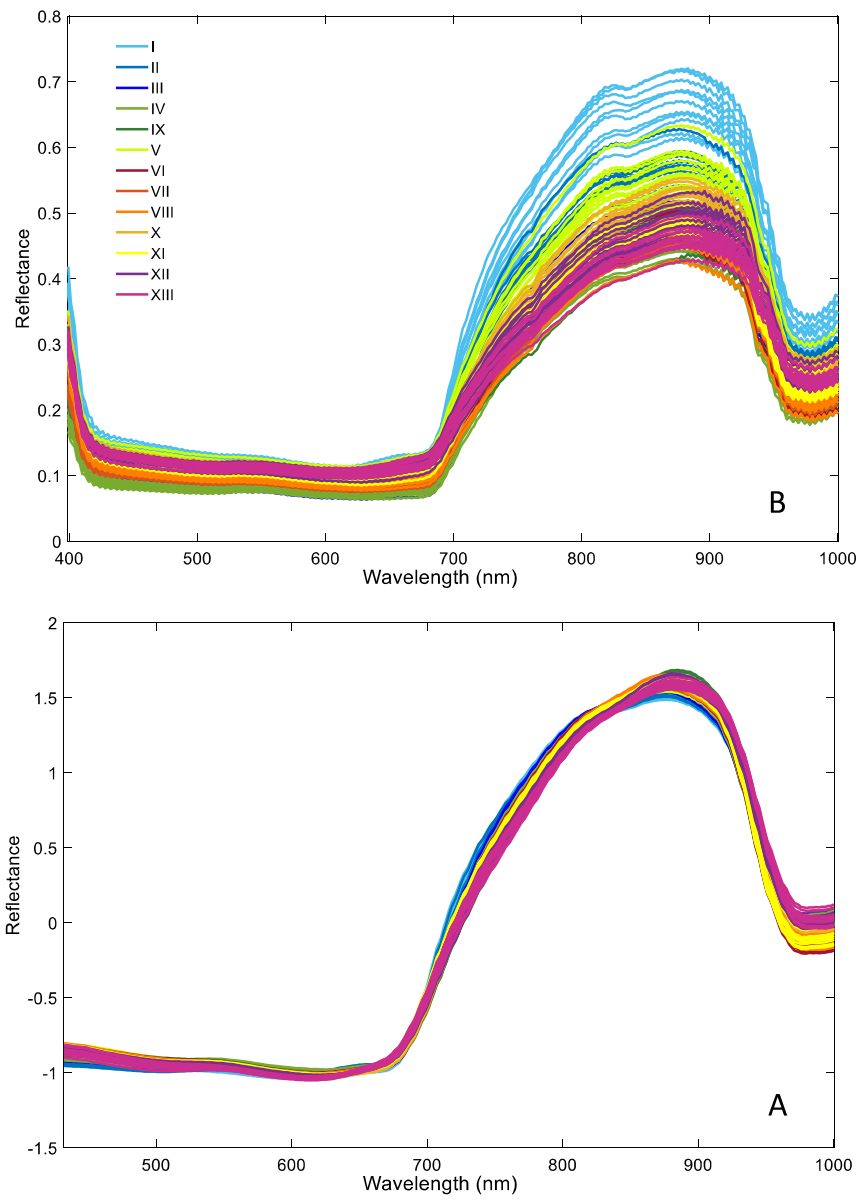 0.8
0.7
0.6
0.5
0.4
0.3
0.2
0.1
0
Reflectance
I
II
III
IV
IX
V
VI
VII
VIII
X
XI
XII
XIII
B
400 500 600 700 800 900 1000
Wavelength (nm)
2
1.5
1
0.5
0
-0.5
-1
-1.5
Reflectance
A
500 600 700 800 900 1000
Wavelength (nm)